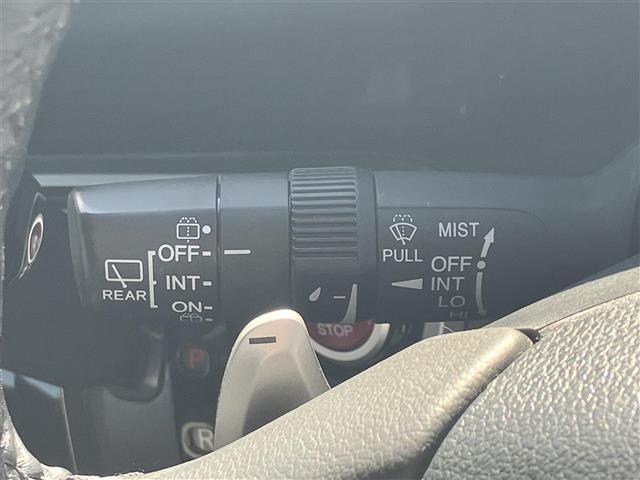 OFF
INT
ON
REAR
PULL
MIST
OFF
INT
LO
HI
STOP
P
R